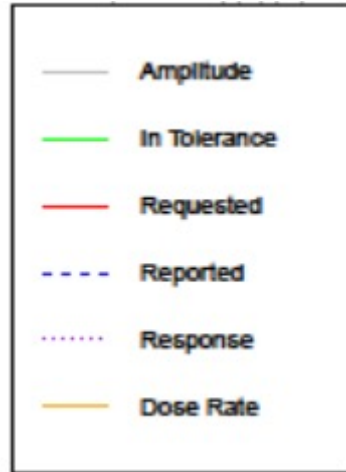 Amplitude
In Tolerance
Requested
Reported
Response
Dose Rate